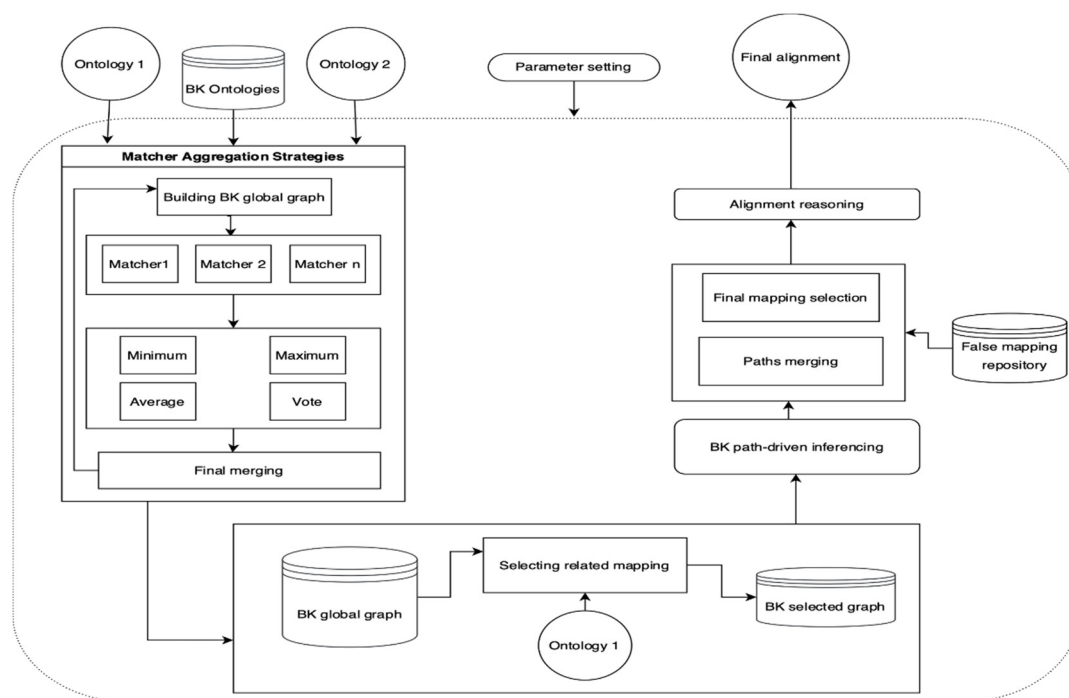 Ontology 1
BK Ontologies
Ontology 2
Parameter setting
Final alignment
Matcher Aggregation Strategies
Building BK global graph
Matcher1
Matcher 2
Matcher n
Minimum
Maximum
Average
Vote
Final merging
Alignment reasoning
Final mapping selection
Paths merging
False mapping
repository
BK path-driven inferencing
BK global graph
Selecting related mapping
Ontology 1
BK selected graph